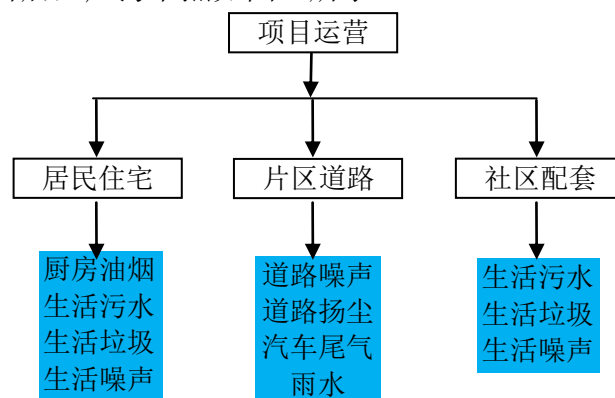 项目运营
居民住宅
片区道路
社区配套
厨房油烟
生活污水
生活垃圾
生活噪声
道路噪声
道路扬尘
汽车尾气
雨水
生活污水
生活垃圾
生活噪声